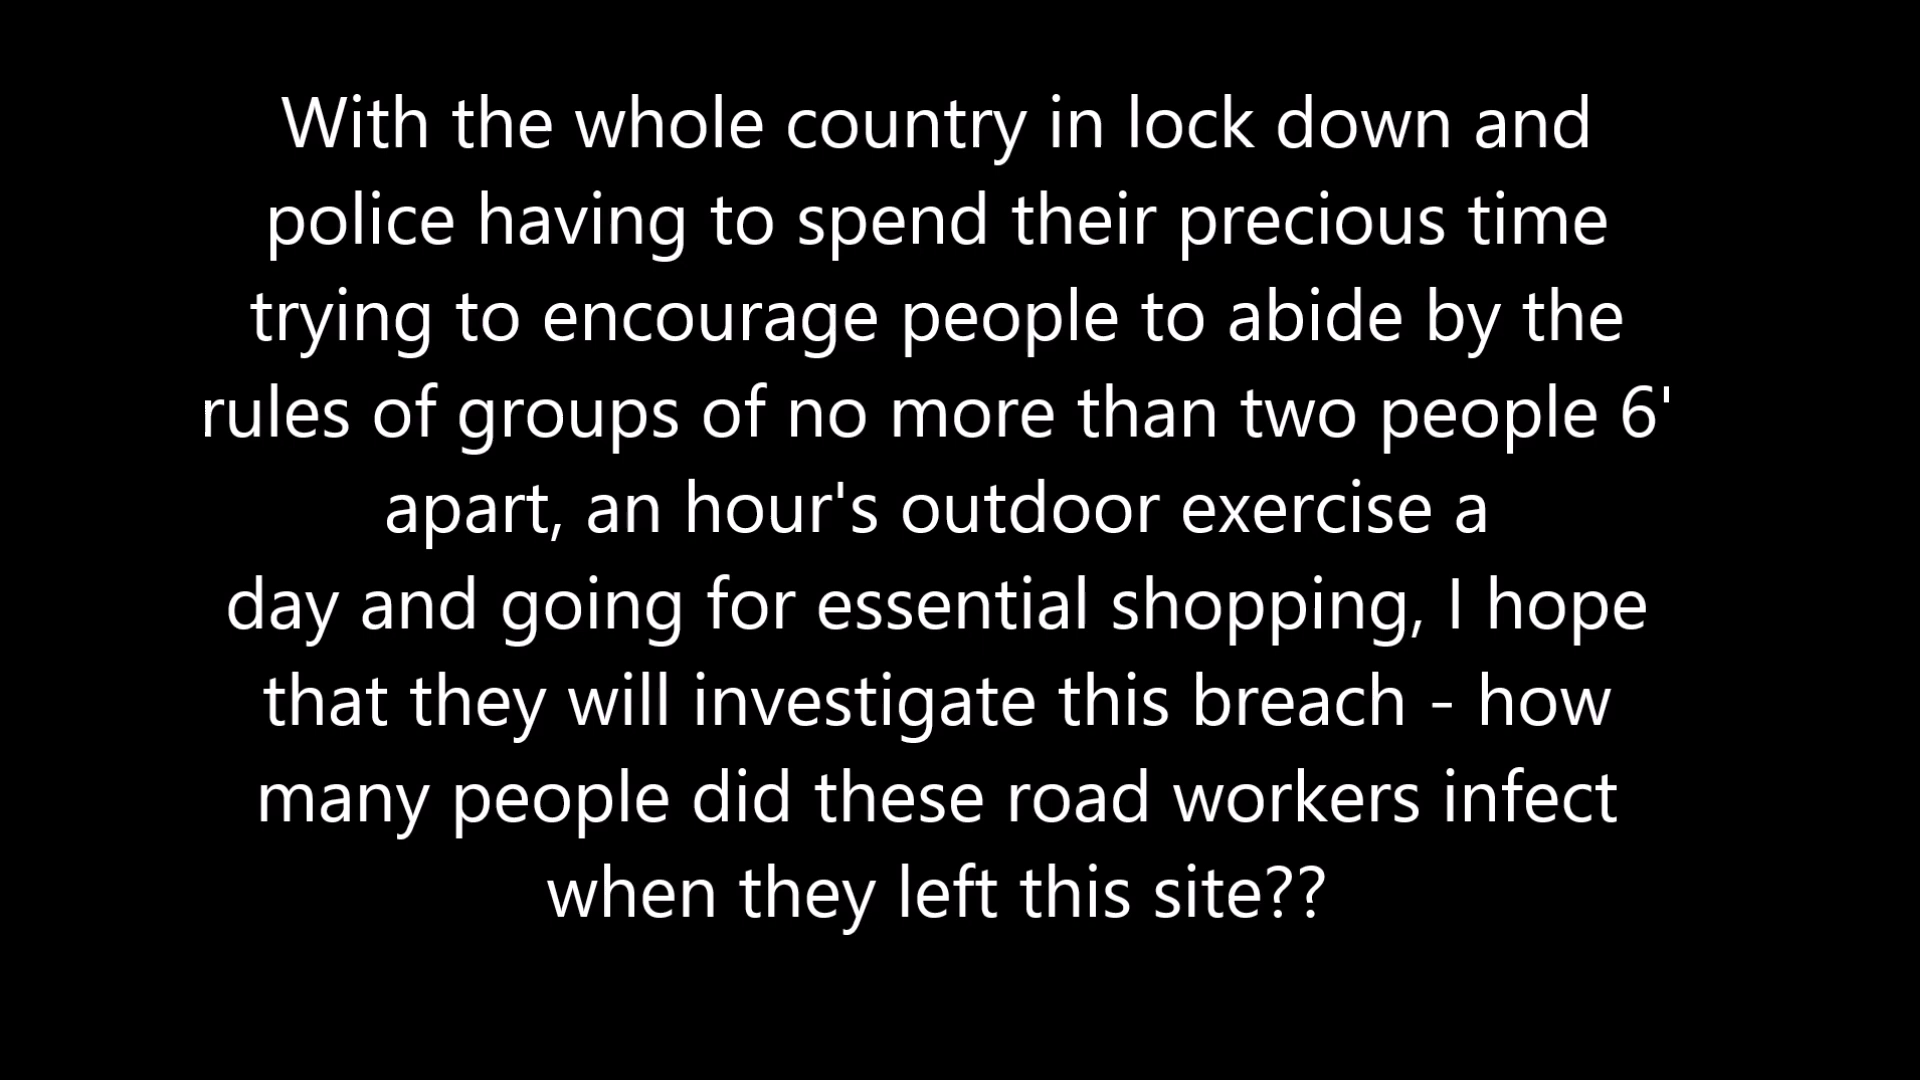 With the whole country in lock down and
police having to spend their precious time
trying to encourage people to abide by the
rules of groups of no more than two people 6'
apart, an hour's outdoor exercise a
day and going for essential shopping, I hope
that they will investigate this breach - how
many people did these road workers infect
when they left this site??